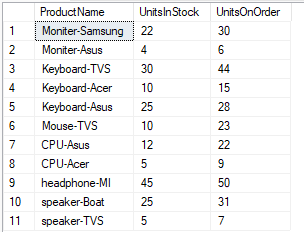 ProductName UnitsInStock UnitsOnOrder
1 Moniter-Samsung 22 30
2 Moniter-Asus 4 6
3 Keyboard-TVS 30 44
4 Keyboard-Acer 10 15
5 Keyboard-Asus 25 28
6 Mouse-TVS 10 23
7 CPU-Asus 12 22
8 CPU-Acer 5 9
9 headphone-MI 45 50
10 speaker-Boat 25 31
11 speaker-TVS 5 7